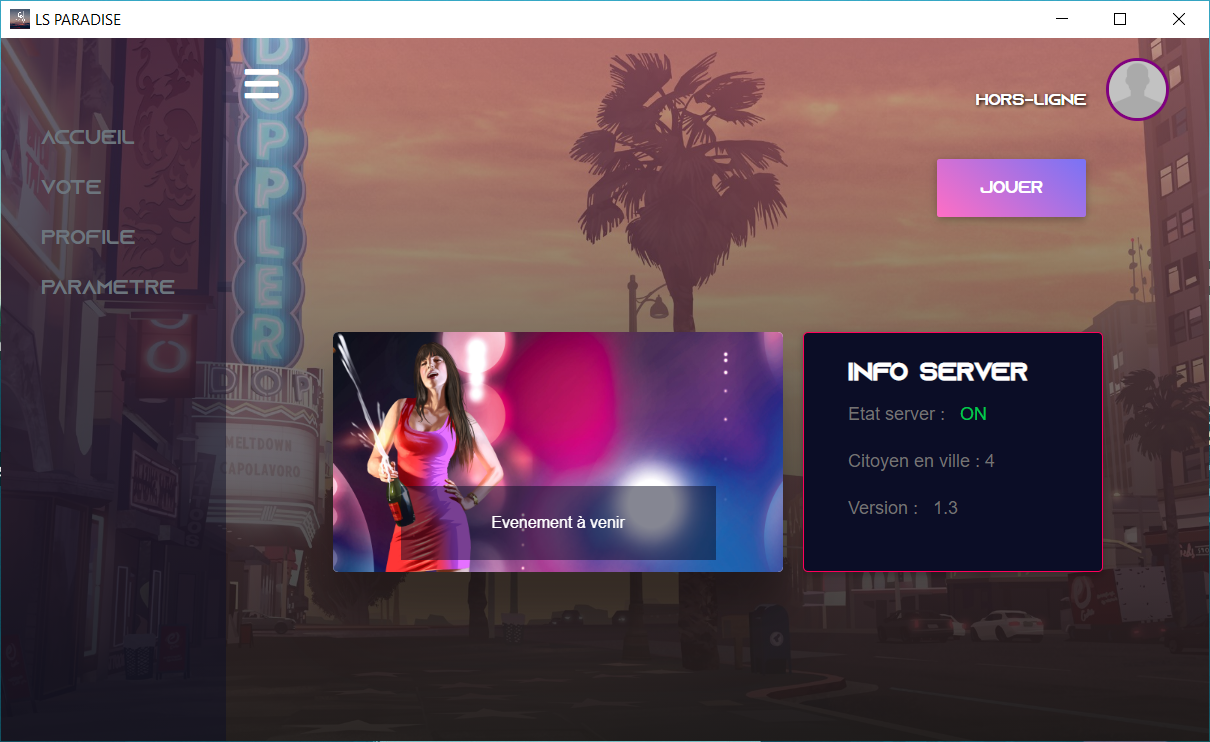 LS PARADISE
DOPPLER
HORS-LIGNE
ACCUEIL
VOTE
PROFILE
PARAMETRE
JOUER
DIOP
MELTDOWN
CAPOLAVORO
INFO SERVER
Etat server : ON
Citoyen en ville : 4
Version : 1.3
Evenement à venir